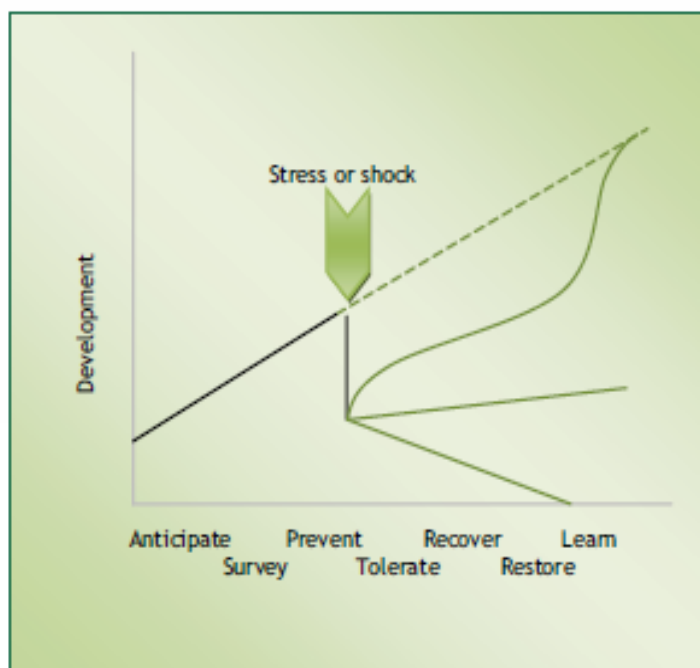 Stress or shock
Development
Anticipate Prevent Recover Learn
Survey Tolerate Restore